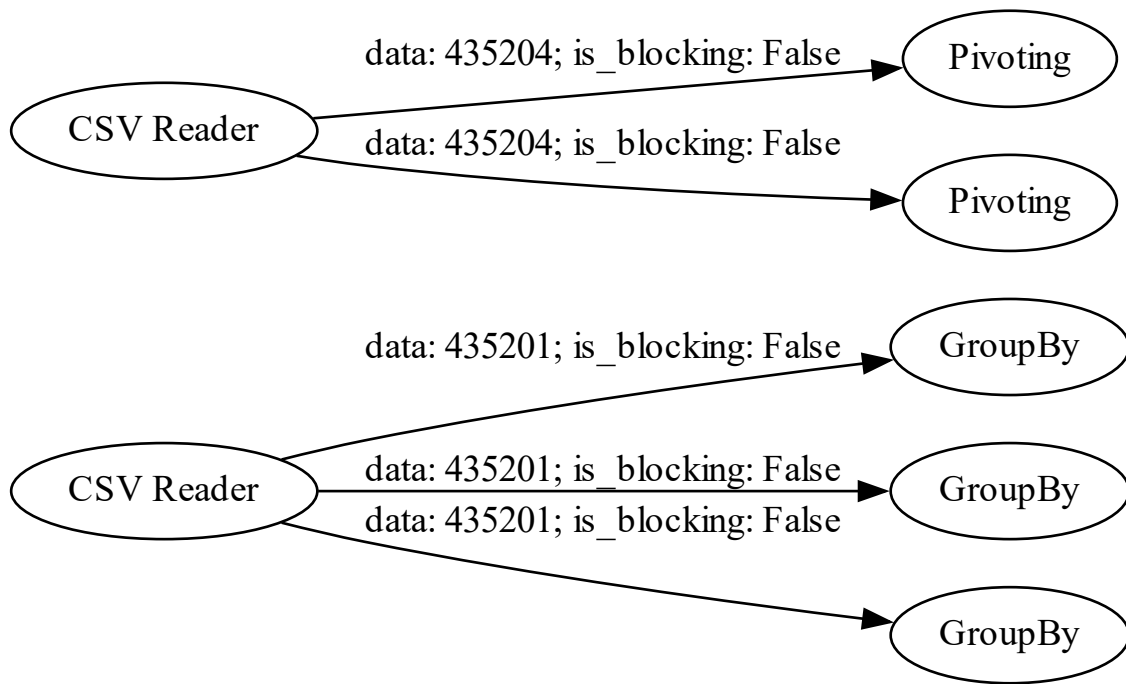 data: 435204; is_blocking: False
Pivoting
CSV Reader
data: 435204; is_blocking: False
Pivoting
data: 435201; is_blocking: False
GroupBy
CSV Reader
data: 435201; is_blocking: False
GroupBy
data: 435201; is_blocking: False
GroupBy